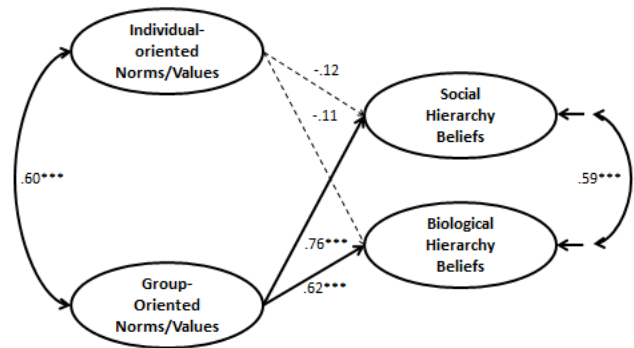 Individual-
oriented
Norms/Values
-.12
Social
Hierarchy
Beliefs
-.11
.60***
.59***
Biological
Hierarchy
Beliefs
.76***
.62***
Group-
Oriented
Norms/Values